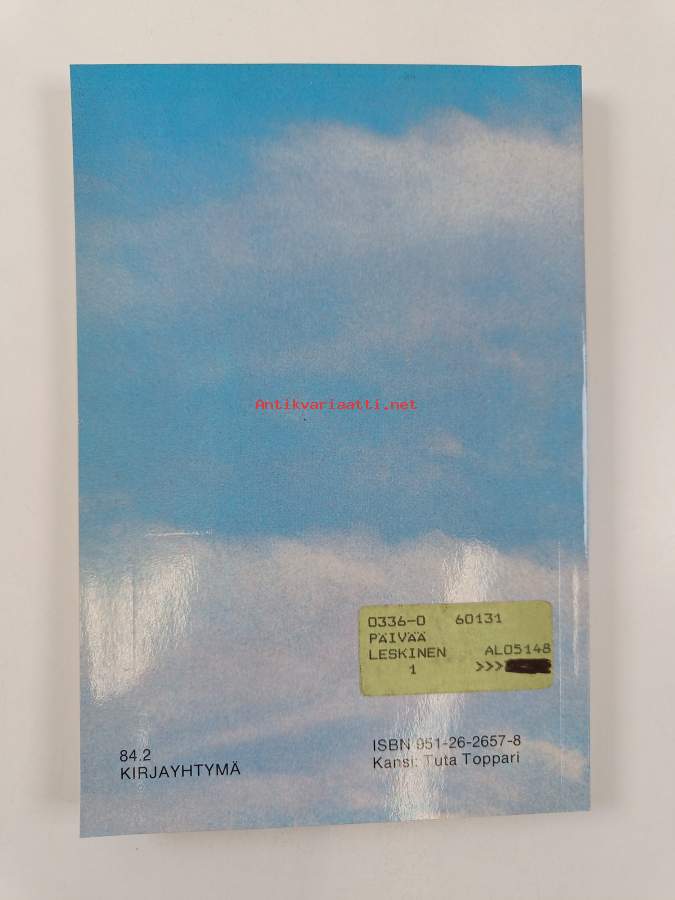 Antikvariaatti.net
0336-0 60131
PÄIVÄÄ
LESKINEN AL05148
1 >>>
84.2
KIRJAYHTYMÄ
ISBN 951-26-2657-8
Kansi: Tuta Toppari